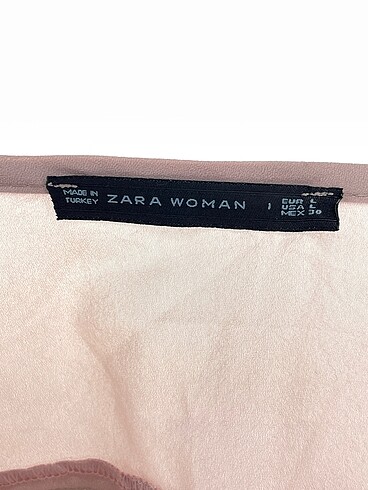 MADE IN
TURKEY
ZARA WOMAN
EUR L
USA L
MEX 30